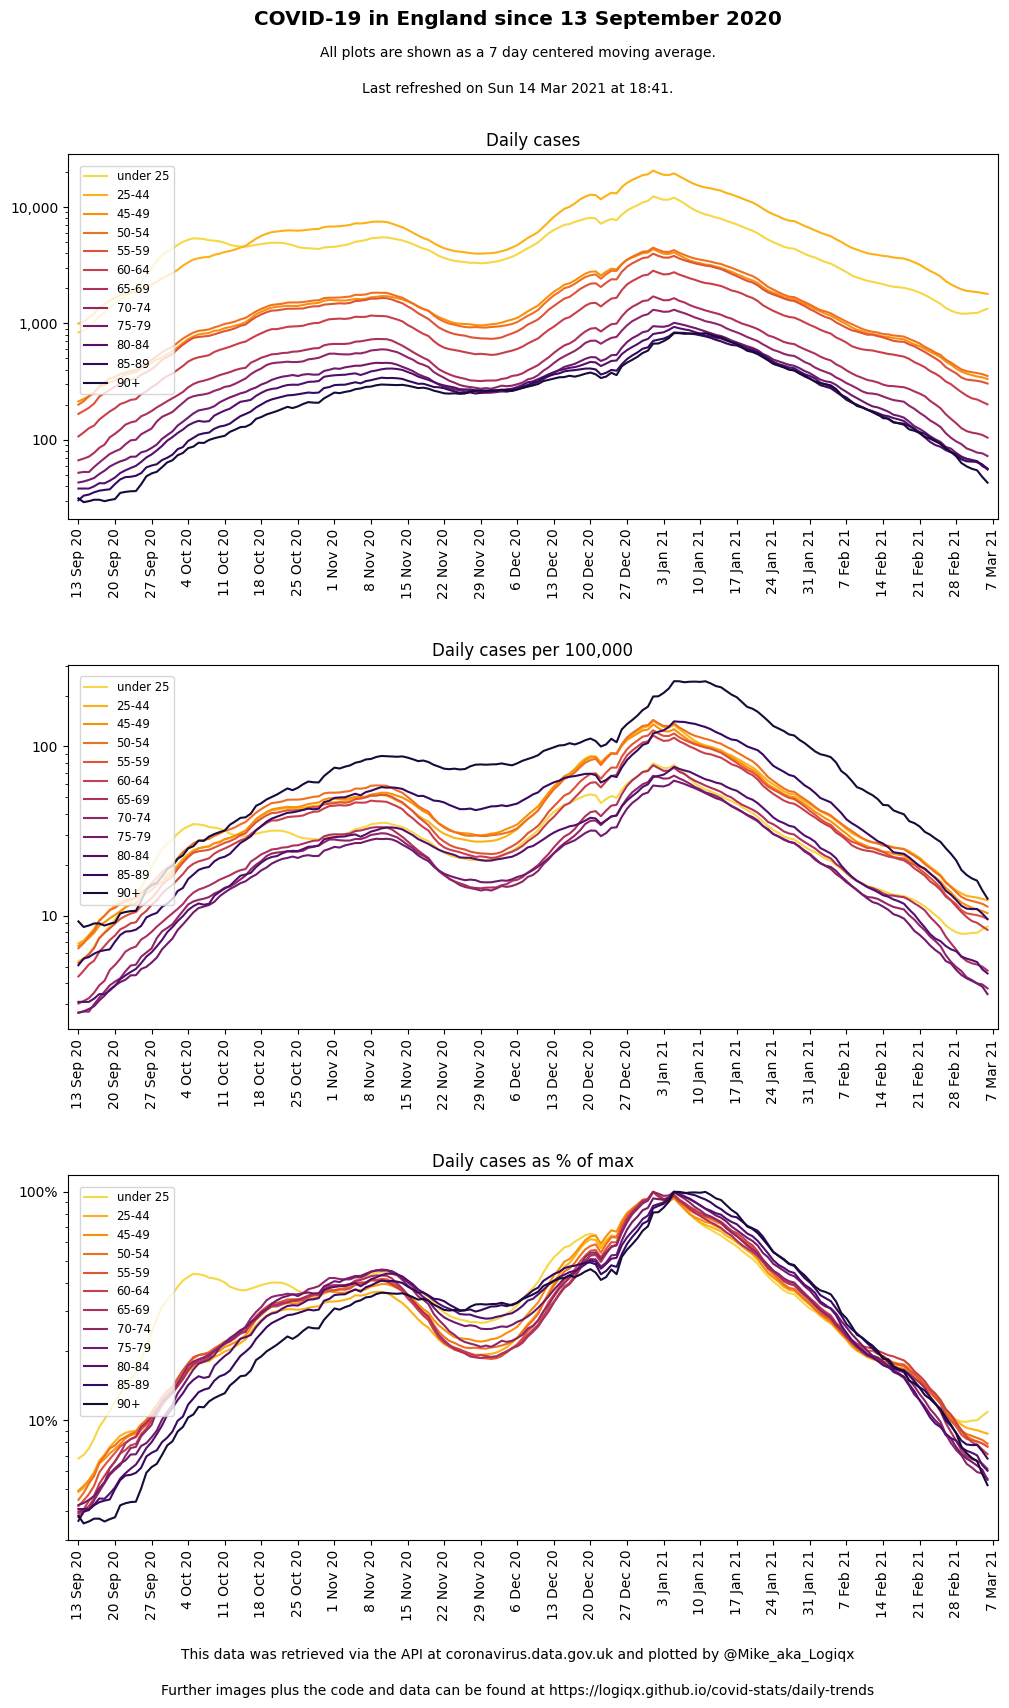 COVID-19 in England since 13 September 2020
All plots are shown as a 7 day centered moving average.
Last refreshed on Sun 14 Mar 2021 at 18:41.
Daily cases
10,000
1,000
100
under 25
25-44
45-49
50-54
55-59
60-64
65-69
70-74
75-79
80-84
85-89
90+
13 Sep 20
20 Sep 20
27 Sep 20
4 Oct 20
11 Oct 20
18 Oct 20
25 Oct 20
1 Nov 20
8 Nov 20
15 Nov 20
22 Nov 20
29 Nov 20
6 Dec 20
13 Dec 20
20 Dec 20
27 Dec 20
3 Jan 21
10 Jan 21
17 Jan 21
24 Jan 21
31 Jan 21
7 Feb 21
14 Feb 21
21 Feb 21
28 Feb 21
7 Mar 21
Daily cases per 100,000
100
10
under 25
25-44
45-49
50-54
55-59
60-64
65-69
70-74
75-79
80-84
85-89
90+
13 Sep 20
20 Sep 20
27 Sep 20
4 Oct 20
11 Oct 20
18 Oct 20
25 Oct 20
1 Nov 20
8 Nov 20
15 Nov 20
22 Nov 20
29 Nov 20
6 Dec 20
13 Dec 20
20 Dec 20
27 Dec 20
3 Jan 21
10 Jan 21
17 Jan 21
24 Jan 21
31 Jan 21
7 Feb 21
14 Feb 21
21 Feb 21
28 Feb 21
7 Mar 21
Daily cases as % of max
100%
10%
under 25
25-44
45-49
50-54
55-59
60-64
65-69
70-74
75-79
80-84
85-89
90+
13 Sep 20
20 Sep 20
27 Sep 20
4 Oct 20
11 Oct 20
18 Oct 20
25 Oct 20
1 Nov 20
8 Nov 20
15 Nov 20
22 Nov 20
29 Nov 20
6 Dec 20
13 Dec 20
20 Dec 20
27 Dec 20
3 Jan 21
10 Jan 21
17 Jan 21
24 Jan 21
31 Jan 21
7 Feb 21
14 Feb 21
21 Feb 21
28 Feb 21
7 Mar 21
This data was retrieved via the API at coronavirus.data.gov.uk and plotted by @Mike_aka_Logiqx
Further images plus the code and data can be found at https://logiqx.github.io/covid-stats/daily-trends